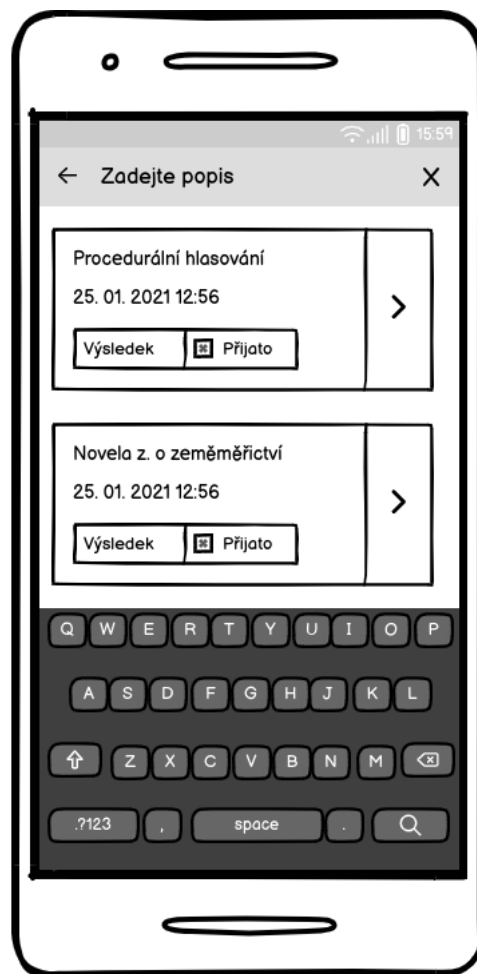 15:59
Zadejte popis
Procedurální hlasování
25. 01. 2021 12:56
Výsledek Přijato
Novela z. o zeměměřictví
25. 01. 2021 12:56
Výsledek Přijato
Q W E R T Y U I O P
A S D F G H J K L
Z X C V B N M
.?123 , space .